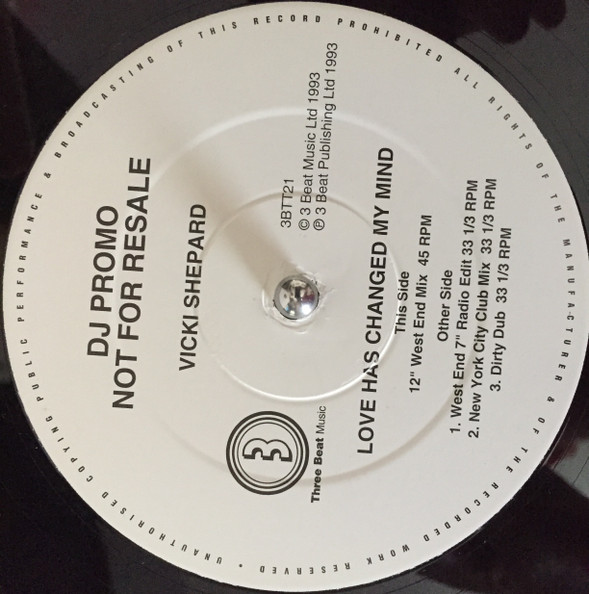 UNAUTHORISED COPYING PUBLIC PERFORMANCE & BROADCASTING OF THIS RECORD PROHIBITED ALL RIGHTS OF THE MANUFACTURER & OF THE RECORDED WORK RESERVED •
DJ PROMO
NOT FOR RESALE
VICKI SHEPARD
3BTT21
© 3 Beat Music Ltd 1993
℗ 3 Beat Publishing Ltd 1993
3
Three Beat Music
LOVE HAS CHANGED MY MIND
This Side
12" West End Mix 45 RPM
Other Side
1. West End 7" Radio Edit 33 1/3 RPM
2. New York City Club Mix 33 1/3 RPM
3. Dirty Dub 33 1/3 RPM